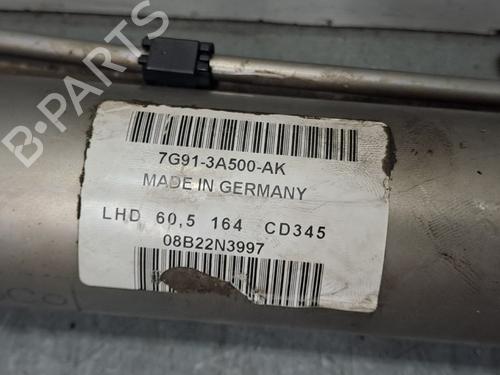 B-PARTS
7G91-3A500-AK
MADE IN GERMANY
LHD 60,5 164 CD345
08B22N3997